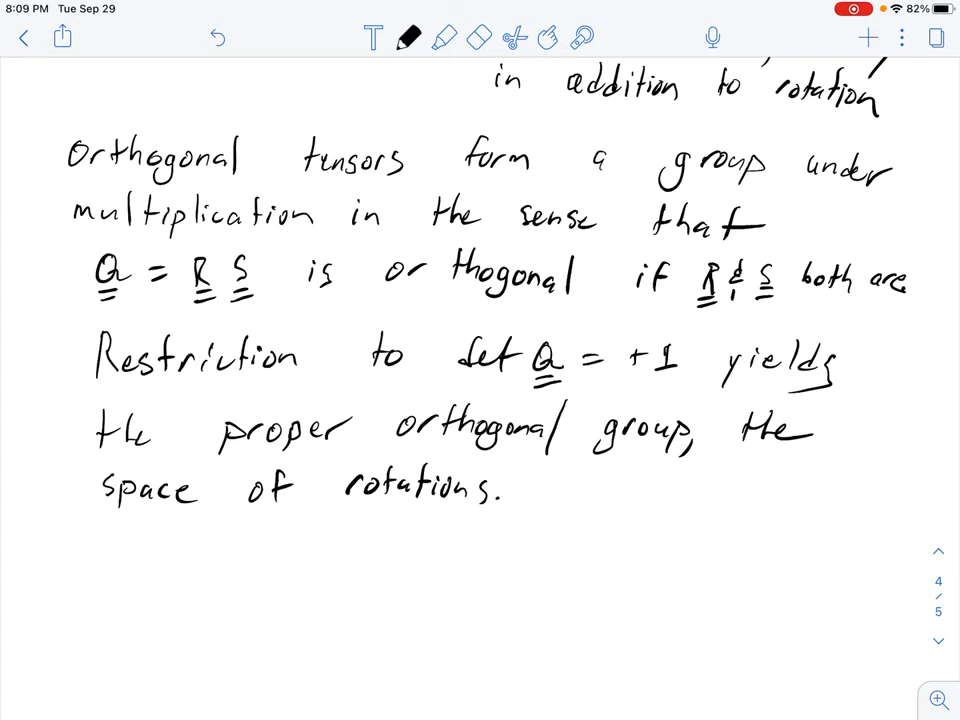 8:09 PM Tue Sep 29 82%
T
in addition to rotation
Orthogonal tensors form a group under
multiplication in the sense that
Q = R S is orthogonal if R & S both are
Restriction to det Q = +1 yields
the proper orthogonal group, the
space of rotations.
4
/
5